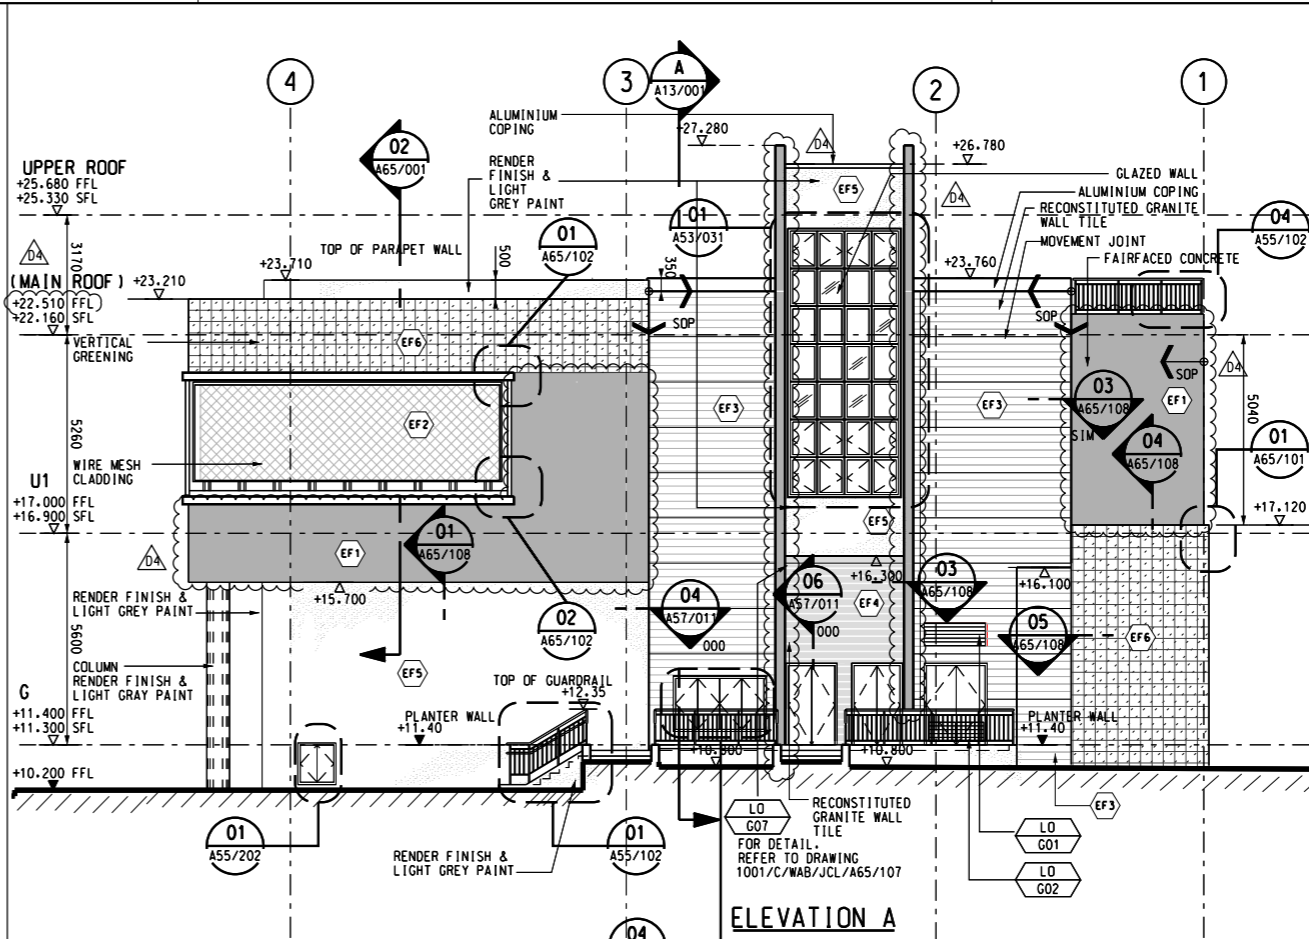 4
3
A
A13/001
2
1
ALUMINIUM
COPING
+27.280
D4
+26.780
02
A65/001
UPPER ROOF
+25.680 FFL
+25.330 SFL
RENDER
FINISH &
LIGHT
GREY PAINT
EF5
GLAZED WALL
ALUMINIUM COPING
D4
RECONSTITUTED GRANITE
WALL TILE
MOVEMENT JOINT
FAIRFACED CONCRETE
01
A53/031
04
A55/102
01
A65/102
TOP OF PARAPET WALL
500
350
3170
D4
+23.710
+23.760
(MAIN ROOF)
+23.210
+22.510 FFL
+22.160 SFL
SOP
SOP
VERTICAL
GREENING
EF6
D4
SOP
03
A65/108
SIM
EF1
EF3
EF3
5040
EF2
5260
04
A65/108
01
A65/101
WIRE MESH
CLADDING
U1
+17.000 FFL
+16.900 SFL
+17.120
EF5
01
A65/108
EF1
D4
+16.300
+16.100
RENDER FINISH &
LIGHT GREY PAINT
+15.700
04
A57/011
000
06
A57/011
000
EF4
03
A65/108
05
A65/108
EF6
02
A65/102
5600
COLUMN
RENDER FINISH &
LIGHT GRAY PAINT
EF5
TOP OF GUARDRAIL
+12.35
G
+11.400 FFL
+11.300 SFL
PLANTER WALL
+11.40
PLANTER WALL
+11.40
+10.800
+10.800
+10.200 FFL
EF3
LO
G07
RECONSTITUTED
GRANITE WALL
TILE
LO
G01
01
A55/202
01
A55/102
FOR DETAIL.
REFER TO DRAWING
1001/C/WAB/JCL/A65/107
RENDER FINISH &
LIGHT GREY PAINT
LO
G02
ELEVATION A
04